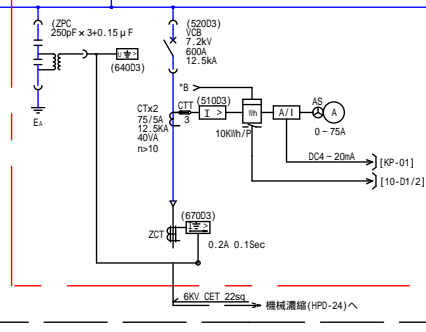 (ZPC
250pF×3+0.15μF
U⏚>
(640D3)
EA
(520D3)
VCB
7.2kV
600A
12.5kA
*B
CTx2
75/5A
12.5KA
40VA
n>10
CTT
3
(510D3)
I >
Wh
10KWh/P
A/I
AS
A
0~75A
DC4~20mA
[KP-01]
[10-D1/2]
(670D3)
I⏚>
ZCT
0.2A 0.1Sec
6KV CET 22sq
機械濃縮(HPD-24)へ